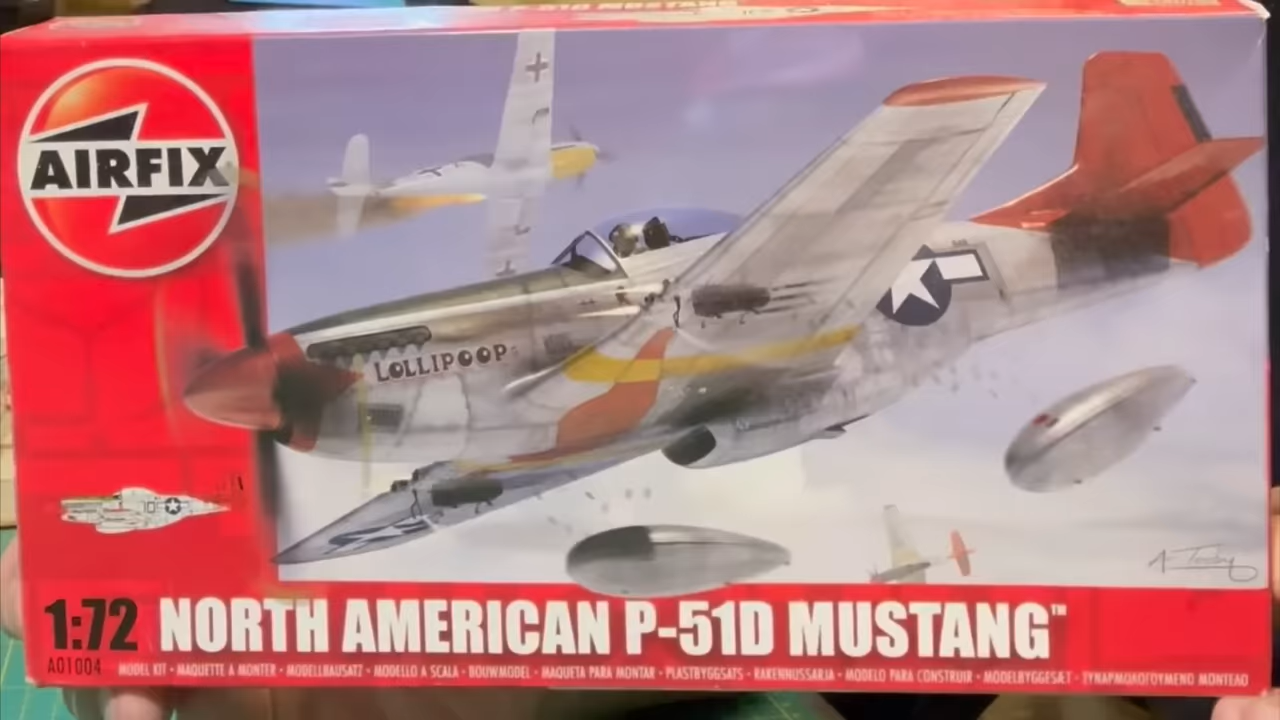 AIRFIX
LOLLIPOOP
1:72 NORTH AMERICAN P-51D MUSTANG™
A01004
MODEL KIT • MAQUETTE A MONTER • MODELLBAUSATZ • MODELLO A SCALA • BOUWMODEL • MAQUETA PARA MONTAR • PLASTBYGGSATS • RAKENNUSSARJA • MODELO PARA CONSTRUIR • MODELBYGGESÆT • ΣΥΝΑΡΜΟΛΟΓΟΥΜΕΝΟ ΜΟΝΤΕΛΟ